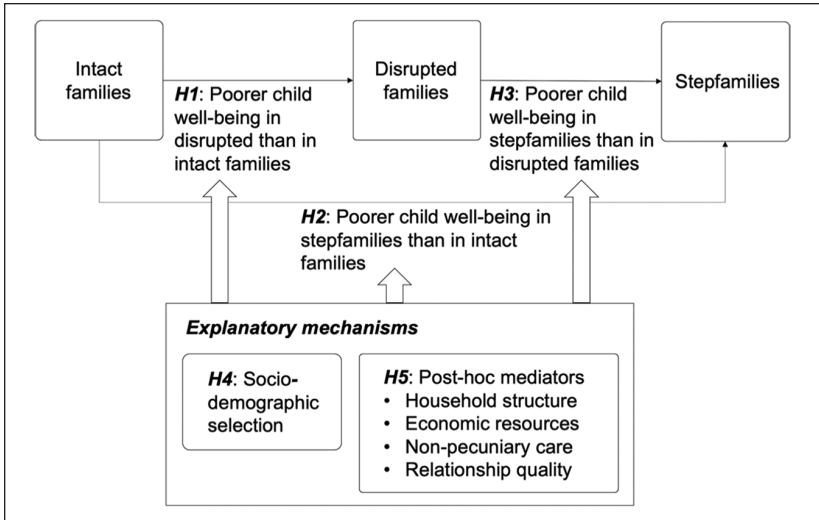 Intact
families
Disrupted
families
Stepfamilies
H1: Poorer child
well-being in
disrupted than in
intact families
H3: Poorer child
well-being in
stepfamilies than in
disrupted families
H2: Poorer child well-being in
stepfamilies than in intact
families
Explanatory mechanisms
H4: Socio-
demographic
selection
H5: Post-hoc mediators
• Household structure
• Economic resources
• Non-pecuniary care
• Relationship quality